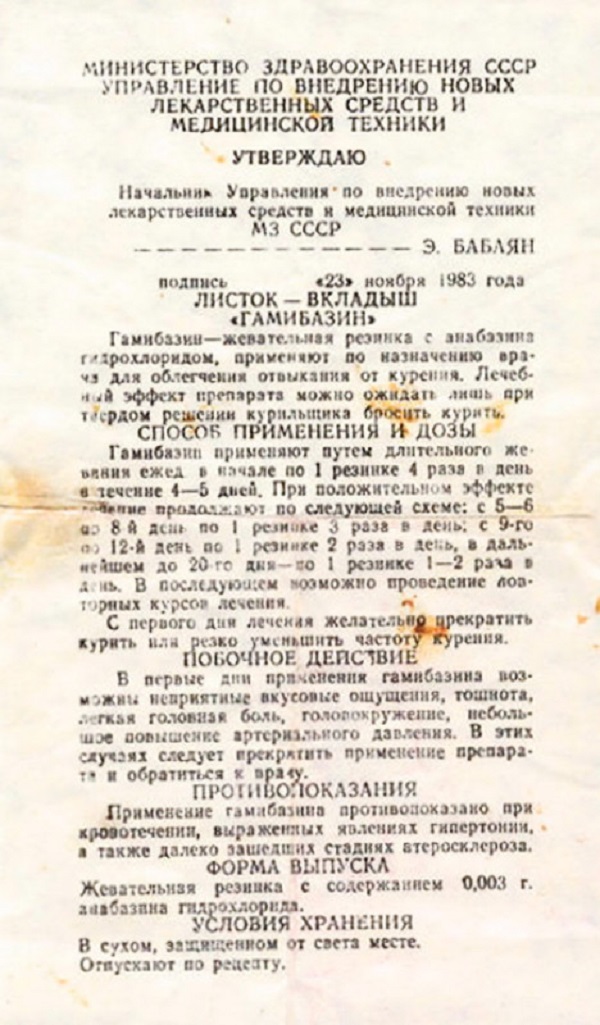 МИНИСТЕРСТВО ЗДРАВООХРАНЕНИЯ СССР
УПРАВЛЕНИЕ ПО ВНЕДРЕНИЮ НОВЫХ
ЛЕКАРСТВЕННЫХ СРЕДСТВ И
МЕДИЦИНСКОЙ ТЕХНИКИ
УТВЕРЖДАЮ
Начальник Управления по внедрению новых
лекарственных средств и медицинской техники
МЗ СССР
— — — — — — — — — — — — — Э. БАБАЯН
подпись «23» ноября 1983 года
ЛИСТОК — ВКЛАДЫШ
«ГАМИБАЗИН»
Гамибазин—жевательная резинка с анабазина
гидрохлоридом, применяют по назначению вра-
ча для облегчения отвыкания от курения. Лечеб-
ный эффект препарата можно ожидать лишь при
твердом решении курильщика бросить курить.
СПОСОБ ПРИМЕНЕНИЯ И ДОЗЫ
Гамибазин применяют путем длительного же-
вания ежед. в начале по 1 резинке 4 раза в день
в течение 4—5 дней. При положительном эффекте
лечение продолжают по следующей схеме: с 5—6
по 8-й день по 1 резинке 3 раза в день; с 9-го
по 12-й день по 1 резинке 2 раза в день, в даль-
нейшем до 20-го дня—по 1 резинке 1—2 раза в
день. В последующем возможно проведение пов-
торных курсов лечения.
С первого дня лечения желательно прекратить
курить или резко уменьшить частоту курения.
ПОБОЧНОЕ ДЕЙСТВИЕ
В первые дни применения гамибазина воз-
можны неприятные вкусовые ощущения, тошнота,
легкая головная боль, головокружение, неболь-
шое повышение артериального давления. В этих
случаях следует прекратить применение препара-
та и обратиться к врачу.
ПРОТИВОПОКАЗАНИЯ
Применение гамибазина противопоказано при
кровотечении, выраженных явлениях гипертонии,
а также далеко зашедших стадиях атеросклероза.
ФОРМА ВЫПУСКА
Жевательная резинка с содержанием 0,003 г.
анабазина гидрохлорида.
УСЛОВИЯ ХРАНЕНИЯ
В сухом, защищенном от света месте.
Отпускают по рецепту.